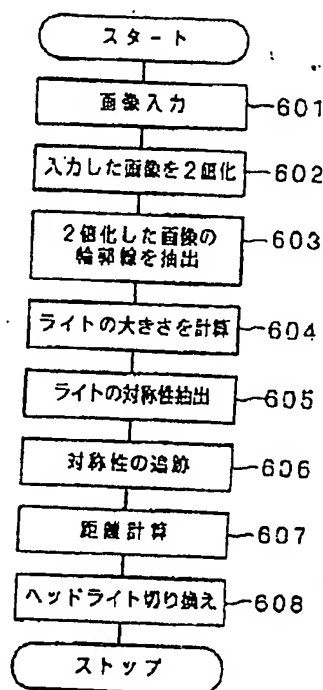 スタート
画像入力
601
入力した画像を2値化
602
2値化した画像の
輪郭線を抽出
603
ライトの大きさを計算
604
ライトの対称性抽出
605
対称性の追跡
606
距離計算
607
ヘッドライト切り換え
608
ストップ